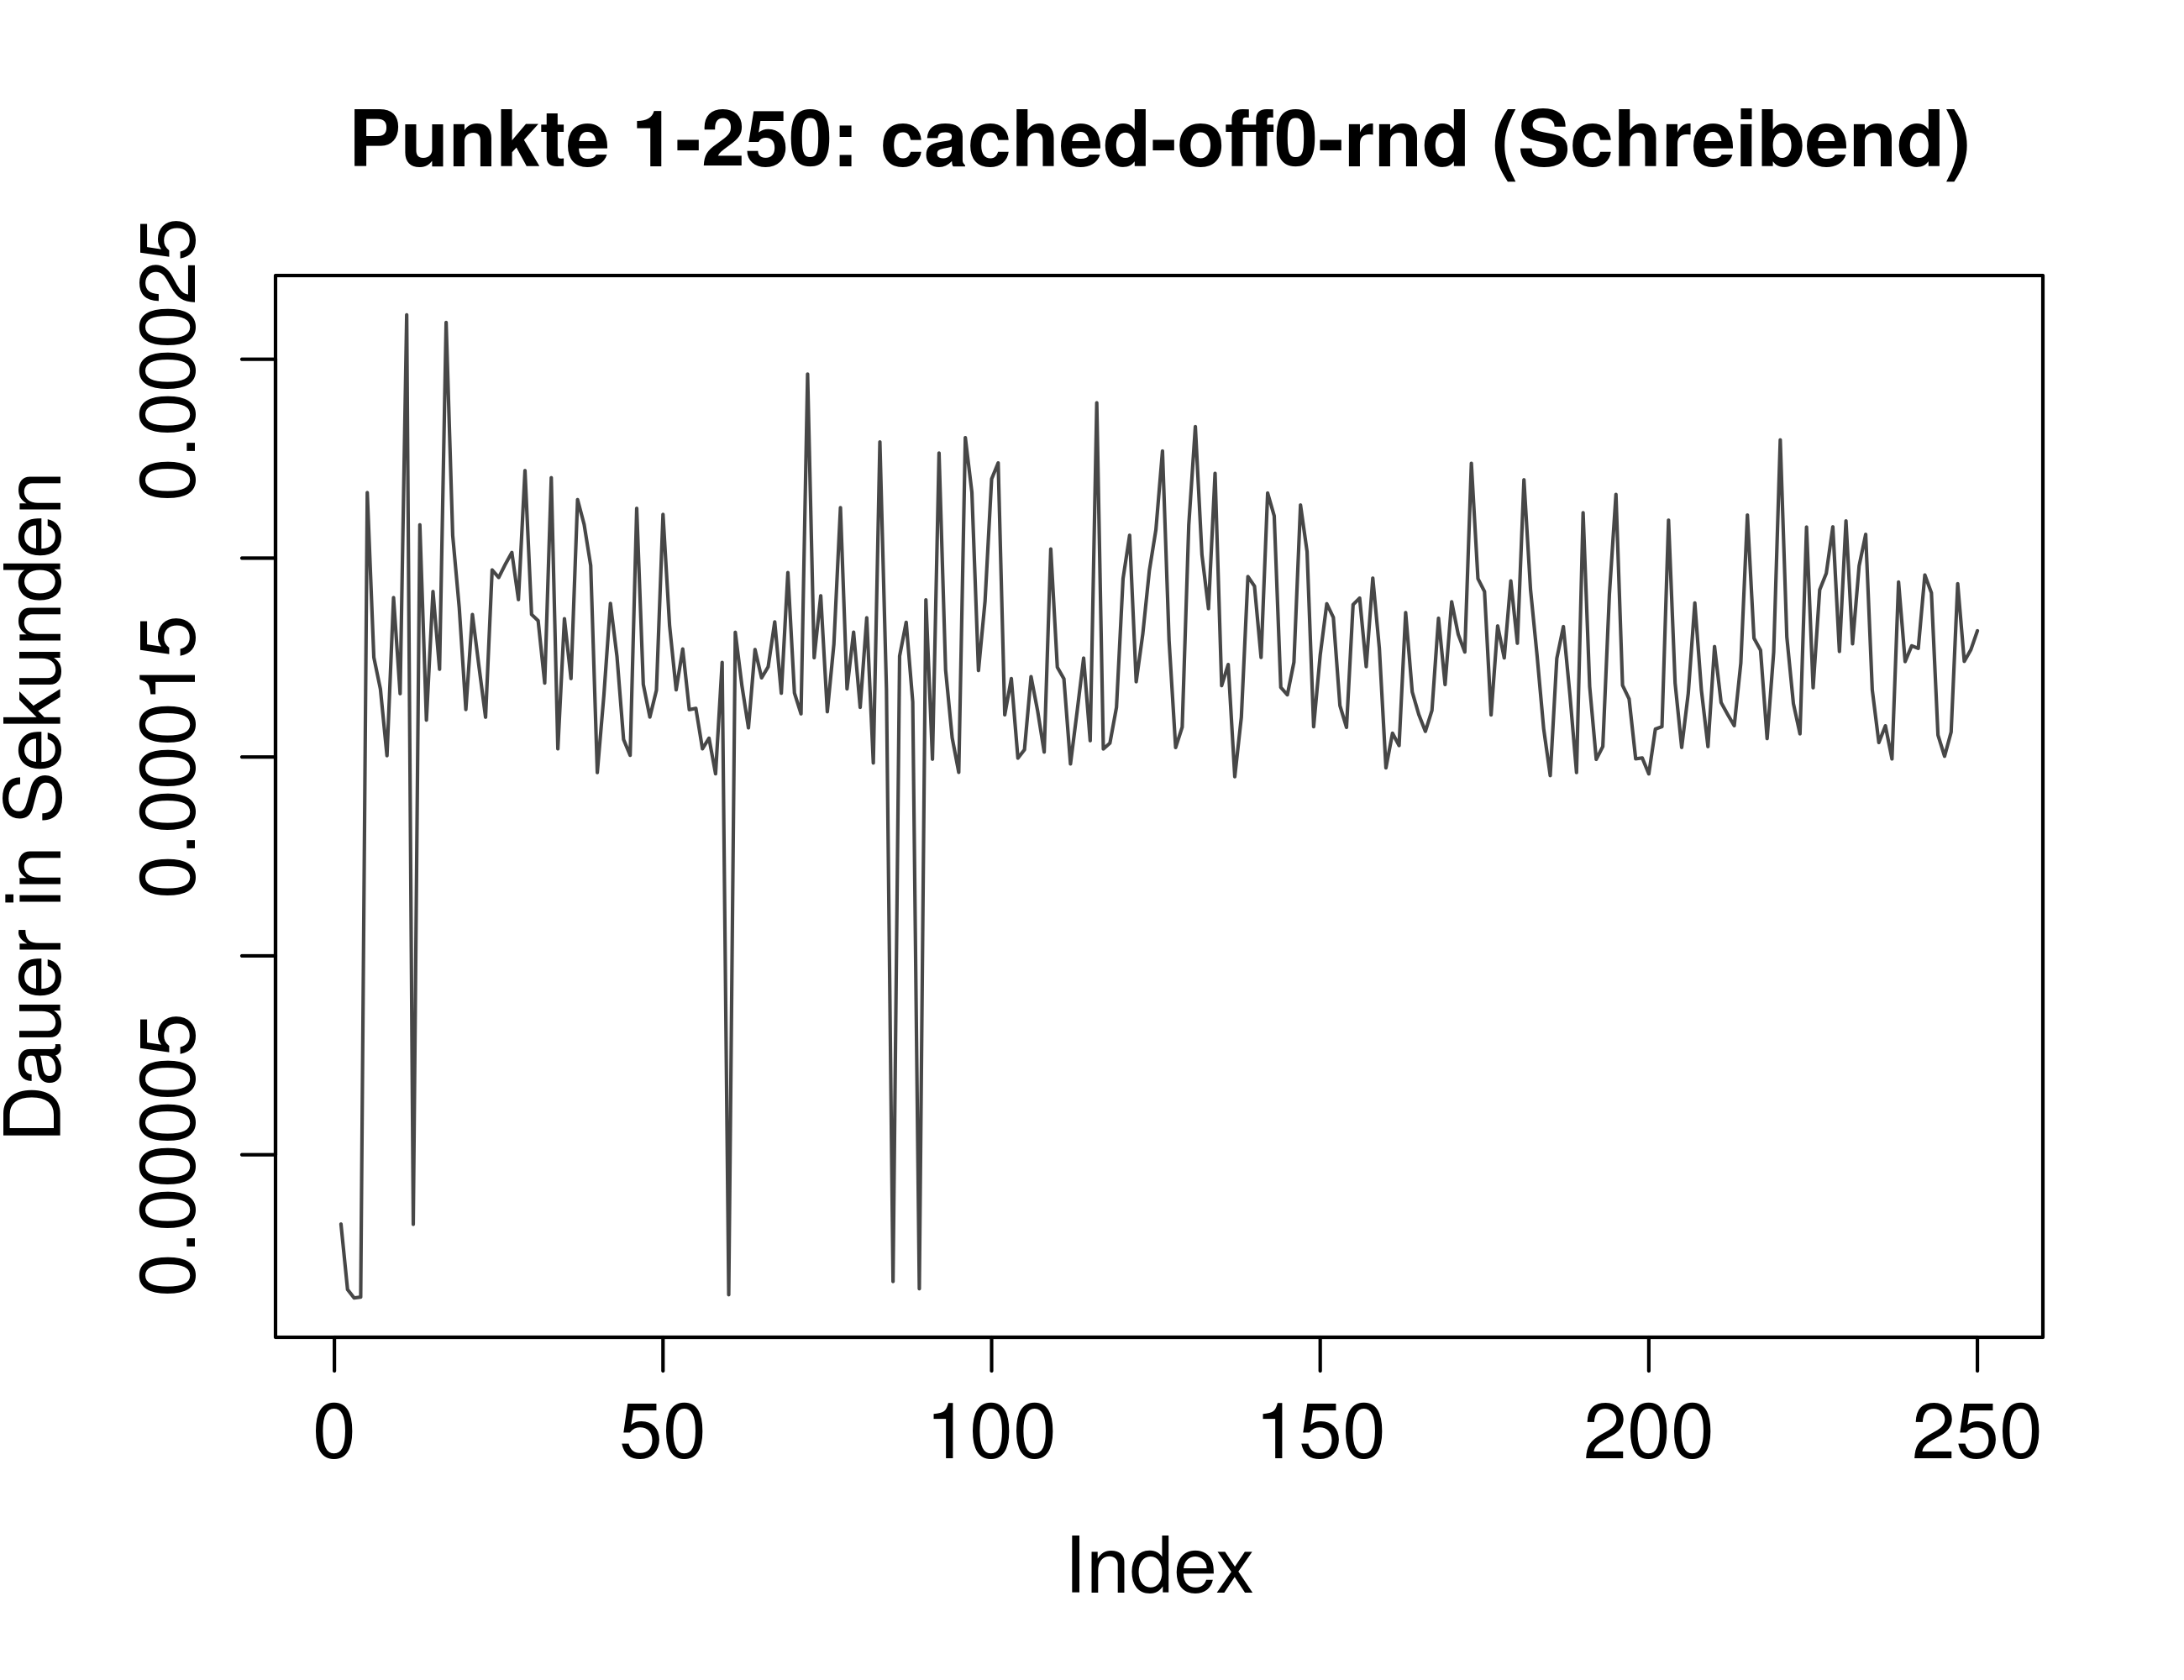 Punkte 1-250: cached-off0-rnd (Schreibend)
Dauer in Sekunden
0.00025
0.00015
0.00005
0 50 100 150 200 250
Index